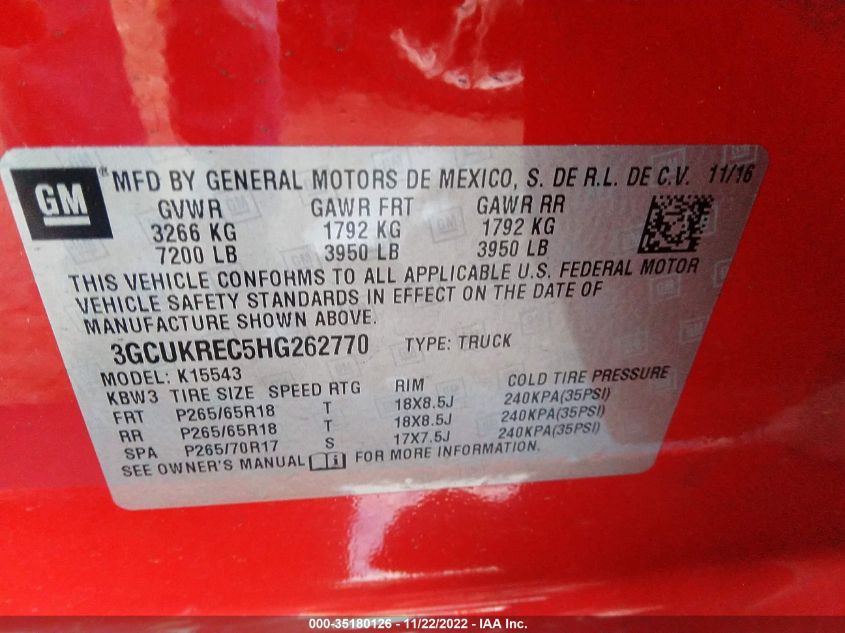 GM
® MFD BY GENERAL MOTORS DE MEXICO, S. DE R.L. DE C.V. 11/16
GVWR GAWR FRT GAWR RR
3266 KG 1792 KG 1792 KG
7200 LB 3950 LB 3950 LB
THIS VEHICLE CONFORMS TO ALL APPLICABLE U.S. FEDERAL MOTOR
VEHICLE SAFETY STANDARDS IN EFFECT ON THE DATE OF
MANUFACTURE SHOWN ABOVE.
3GCUKREC5HG262770 TYPE: TRUCK
MODEL: K15543
KBW3 TIRE SIZE SPEED RTG RIM COLD TIRE PRESSURE
FRT P265/65R18 T 18X8.5J 240KPA(35PSI)
RR P265/65R18 T 18X8.5J 240KPA(35PSI)
SPA P265/70R17 S 17X7.5J 240KPA(35PSI)
SEE OWNER'S MANUAL FOR MORE INFORMATION.
000-35180126 - 11/22/2022 - IAA Inc.